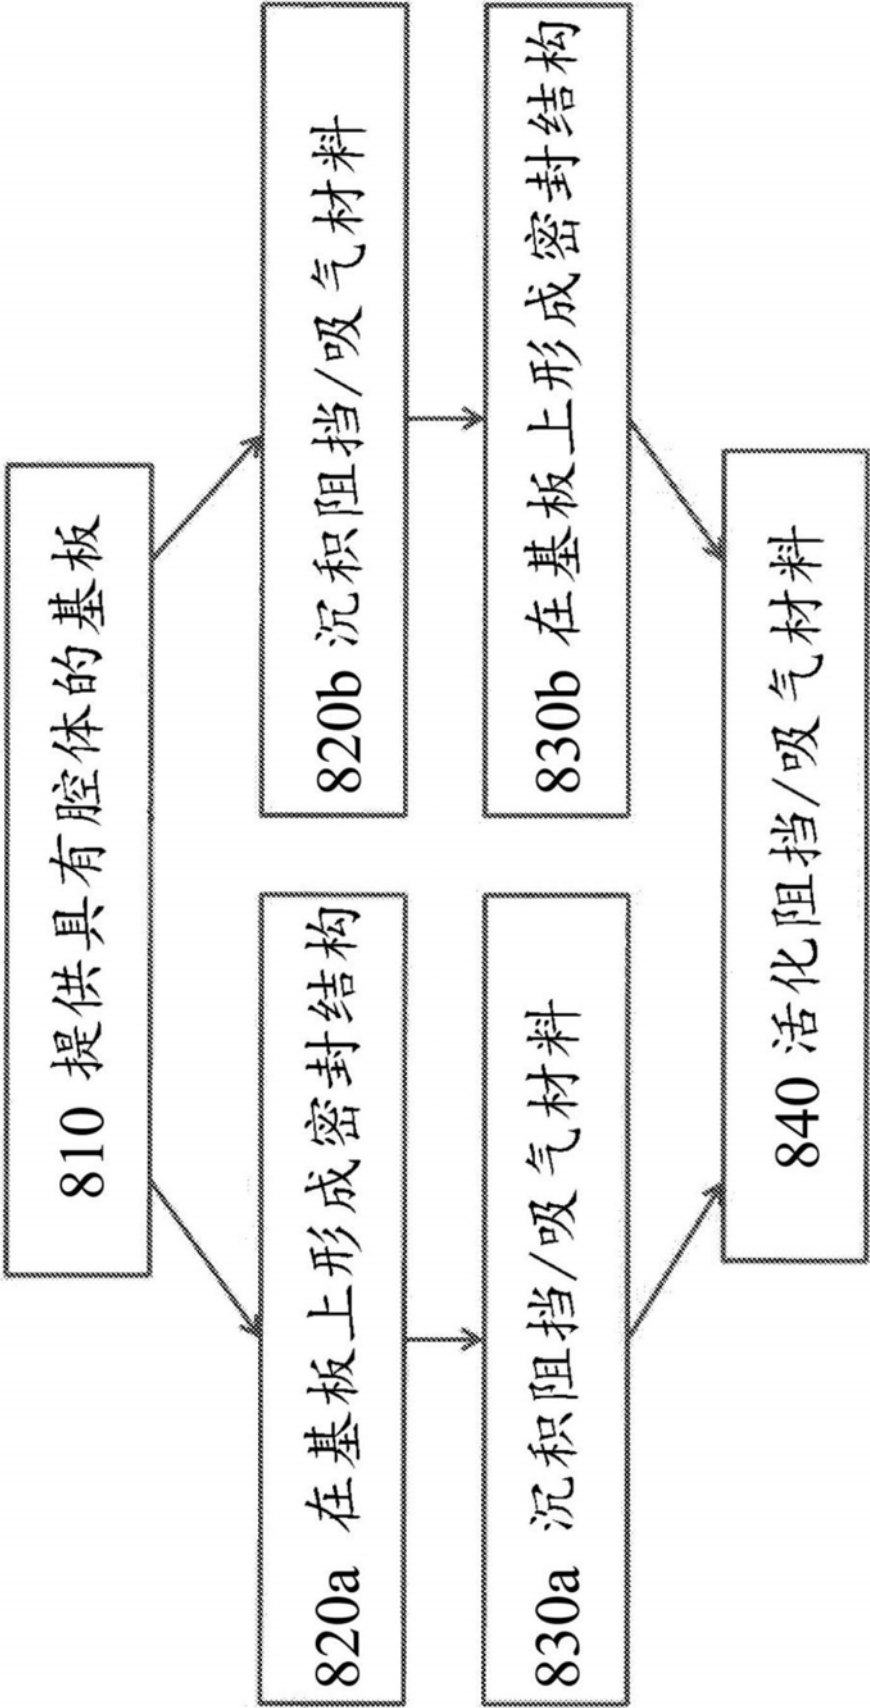 810 提供具有腔体的基板
820a 在基板上形成密封结构
820b 沉积阻挡/吸气材料
830a 沉积阻挡/吸气材料
830b 在基板上形成密封结构
840 活化阻挡/吸气材料